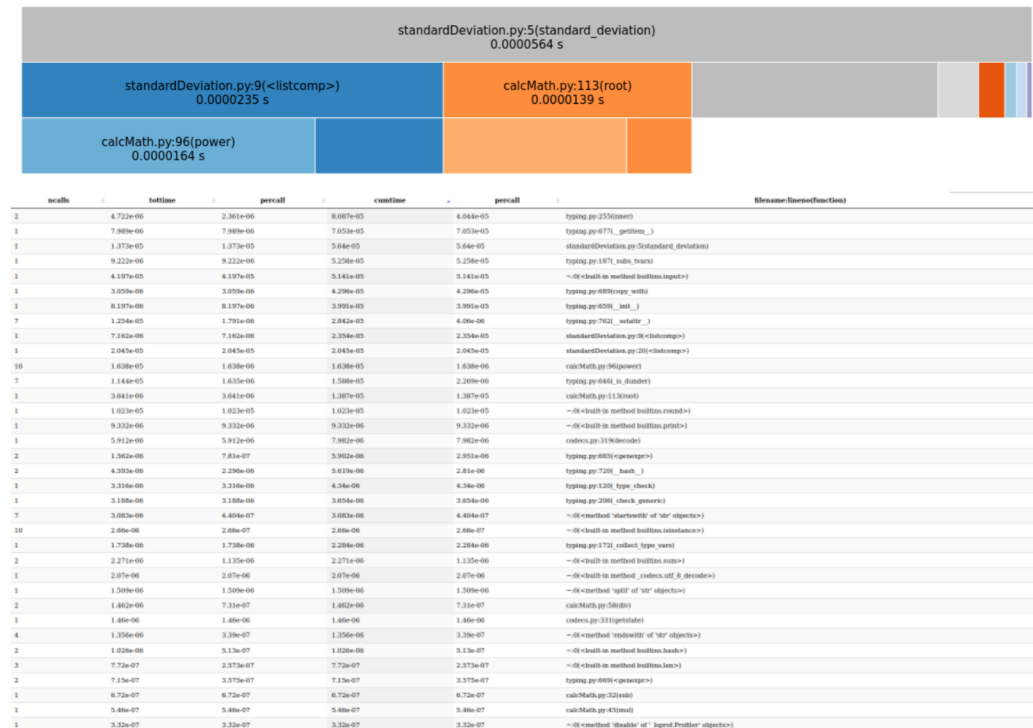 standardDeviation.py:5(standard_deviation)
0.0000564 s
standardDeviation.py:9(<listcomp>)
0.0000235 s
calcMath.py:113(root)
0.0000139 s
calcMath.py:96(power)
0.0000164 s
ncalls tottime percall cumtime percall filename:lineno(function)
2 4.722e-06 2.361e-06 8.087e-05 4.044e-05 typing.py:255(inner)
1 7.989e-06 7.989e-06 7.053e-05 7.053e-05 typing.py:677(__getitem__)
1 1.373e-05 1.373e-05 5.64e-05 5.64e-05 standardDeviation.py:5(standard_deviation)
1 9.222e-06 9.222e-06 5.258e-05 5.258e-05 typing.py:187(_subs_tvars)
1 4.197e-05 4.197e-05 5.141e-05 5.141e-05 ~:0(<built-in method builtins.input>)
1 3.059e-06 3.059e-06 4.296e-05 4.296e-05 typing.py:689(copy_with)
1 8.197e-06 8.197e-06 3.991e-05 3.991e-05 typing.py:659(__init__)
7 1.254e-05 1.791e-06 2.842e-05 4.06e-06 typing.py:762(__setattr__)
1 7.162e-06 7.162e-06 2.354e-05 2.354e-05 standardDeviation.py:9(<listcomp>)
1 2.045e-05 2.045e-05 2.045e-05 2.045e-05 standardDeviation.py:20(<listcomp>)
10 1.638e-05 1.638e-06 1.638e-05 1.638e-06 calcMath.py:96(power)
7 1.144e-05 1.635e-06 1.588e-05 2.269e-06 typing.py:646(_is_dunder)
1 3.641e-06 3.641e-06 1.387e-05 1.387e-05 calcMath.py:113(root)
1 1.023e-05 1.023e-05 1.023e-05 1.023e-05 ~:0(<built-in method builtins.round>)
1 9.332e-06 9.332e-06 9.332e-06 9.332e-06 ~:0(<built-in method builtins.print>)
1 5.912e-06 5.912e-06 7.982e-06 7.982e-06 codecs.py:319(decode)
2 1.562e-06 7.81e-07 5.902e-06 2.951e-06 typing.py:685(<genexpr>)
2 4.593e-06 2.296e-06 5.619e-06 2.81e-06 typing.py:720(__hash__)
1 3.316e-06 3.316e-06 4.34e-06 4.34e-06 typing.py:120(_type_check)
1 3.188e-06 3.188e-06 3.654e-06 3.654e-06 typing.py:206(_check_generic)
7 3.083e-06 4.404e-07 3.083e-06 4.404e-07 ~:0(<method 'startswith' of 'str' objects>)
10 2.66e-06 2.66e-07 2.66e-06 2.66e-07 ~:0(<built-in method builtins.isinstance>)
1 1.738e-06 1.738e-06 2.284e-06 2.284e-06 typing.py:172(_collect_type_vars)
2 2.271e-06 1.135e-06 2.271e-06 1.135e-06 ~:0(<built-in method builtins.sum>)
1 2.07e-06 2.07e-06 2.07e-06 2.07e-06 ~:0(<built-in method _codecs.utf_8_decode>)
1 1.509e-06 1.509e-06 1.509e-06 1.509e-06 ~:0(<method 'split' of 'str' objects>)
2 1.462e-06 7.31e-07 1.462e-06 7.31e-07 calcMath.py:58(div)
1 1.46e-06 1.46e-06 1.46e-06 1.46e-06 codecs.py:331(getstate)
4 1.356e-06 3.39e-07 1.356e-06 3.39e-07 ~:0(<method 'endswith' of 'str' objects>)
2 1.026e-06 5.13e-07 1.026e-06 5.13e-07 ~:0(<built-in method builtins.hash>)
3 7.72e-07 2.573e-07 7.72e-07 2.573e-07 ~:0(<built-in method builtins.len>)
2 7.15e-07 3.575e-07 7.15e-07 3.575e-07 typing.py:669(<genexpr>)
1 6.72e-07 6.72e-07 6.72e-07 6.72e-07 calcMath.py:32(sub)
1 5.46e-07 5.46e-07 5.46e-07 5.46e-07 calcMath.py:45(mul)
1 3.32e-07 3.32e-07 3.32e-07 3.32e-07 ~:0(<method 'disable' of '_lsprof.Profiler' objects>)